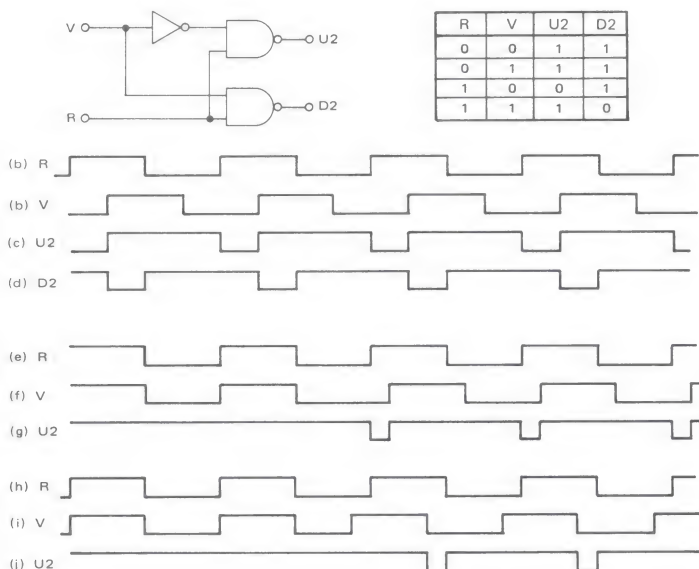 V U2
R D2
R V U2 D2
0 0 1 1
0 1 1 1
1 0 0 1
1 1 1 0
(b) R
(b) V
(c) U2
(d) D2
(e) R
(f) V
(g) U2
(h) R
(i) V
(j) U2